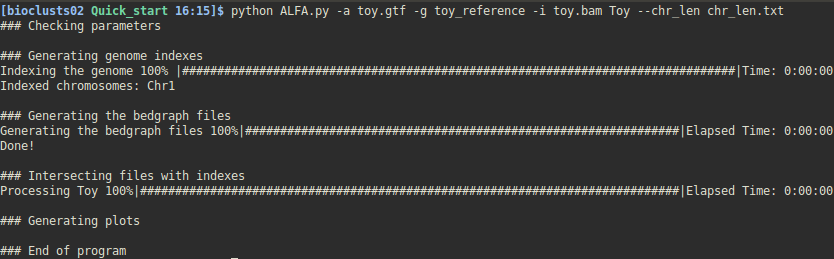 [bioclusts02 Quick_start 16:15]$ python ALFA.py -a toy.gtf -g toy_reference -i toy.bam Toy --chr_len chr_len.txt
### Checking parameters
### Generating genome indexes
Indexing the genome 100% |###############################################################################|Time: 0:00:00
Indexed chromosomes: Chr1
### Generating the bedgraph files
Generating the bedgraph files 100%|##############################################################|Elapsed Time: 0:00:00
Done!
### Intersecting files with indexes
Processing Toy 100%|#############################################################################|Elapsed Time: 0:00:00
### Generating plots
### End of program